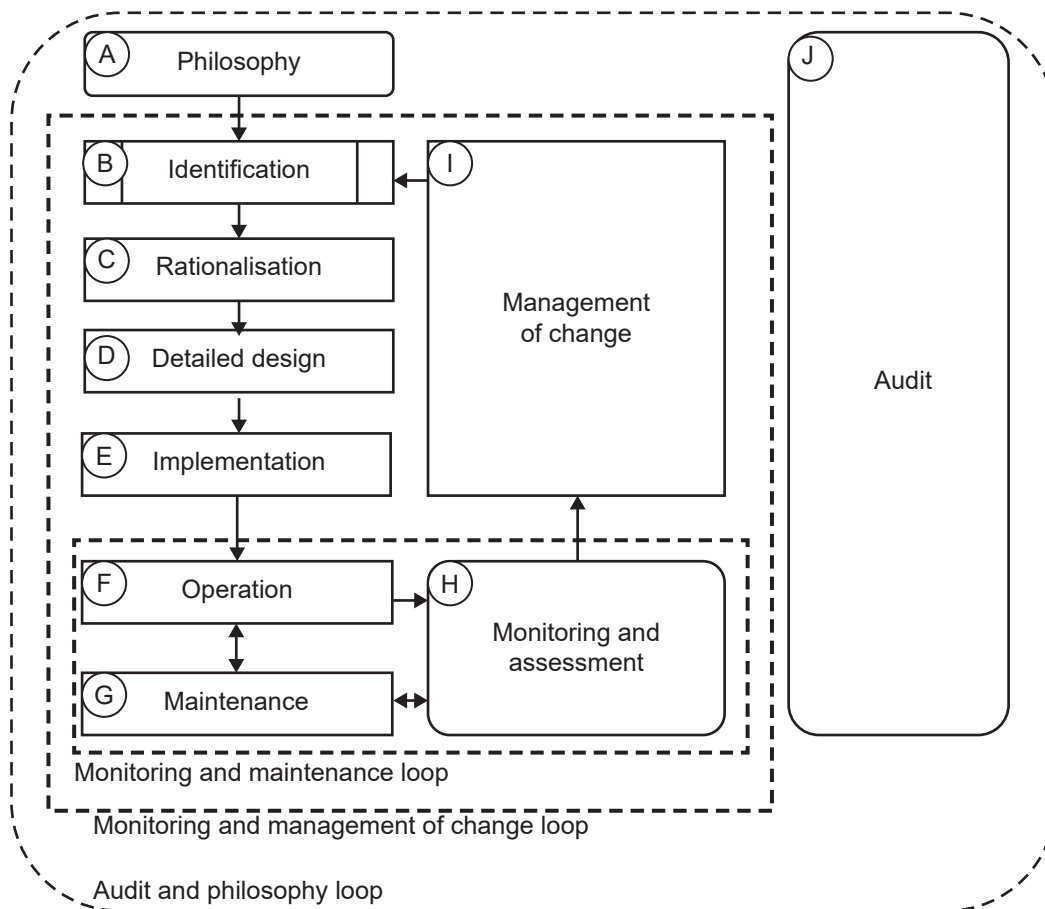 A
Philosophy
B
Identification
C
Rationalisation
D
Detailed design
E
Implementation
F
Operation
G
Maintenance
H
Monitoring and
assessment
I
Management
of change
J
Audit
Monitoring and maintenance loop
Monitoring and management of change loop
Audit and philosophy loop